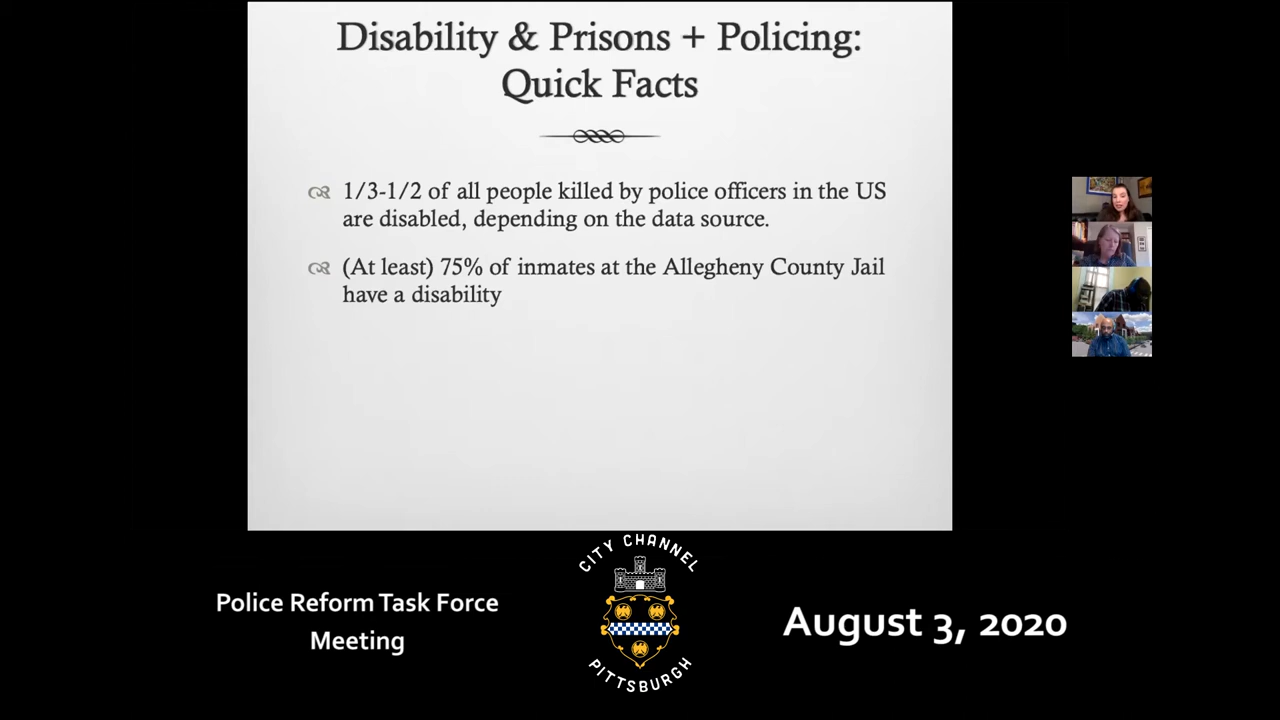 Disability & Prisons + Policing:
Quick Facts
1/3-1/2 of all people killed by police officers in the US
are disabled, depending on the data source.
(At least) 75% of inmates at the Allegheny County Jail
have a disability
Police Reform Task Force
Meeting
CITY CHANNEL
PITTSBURGH
August 3, 2020